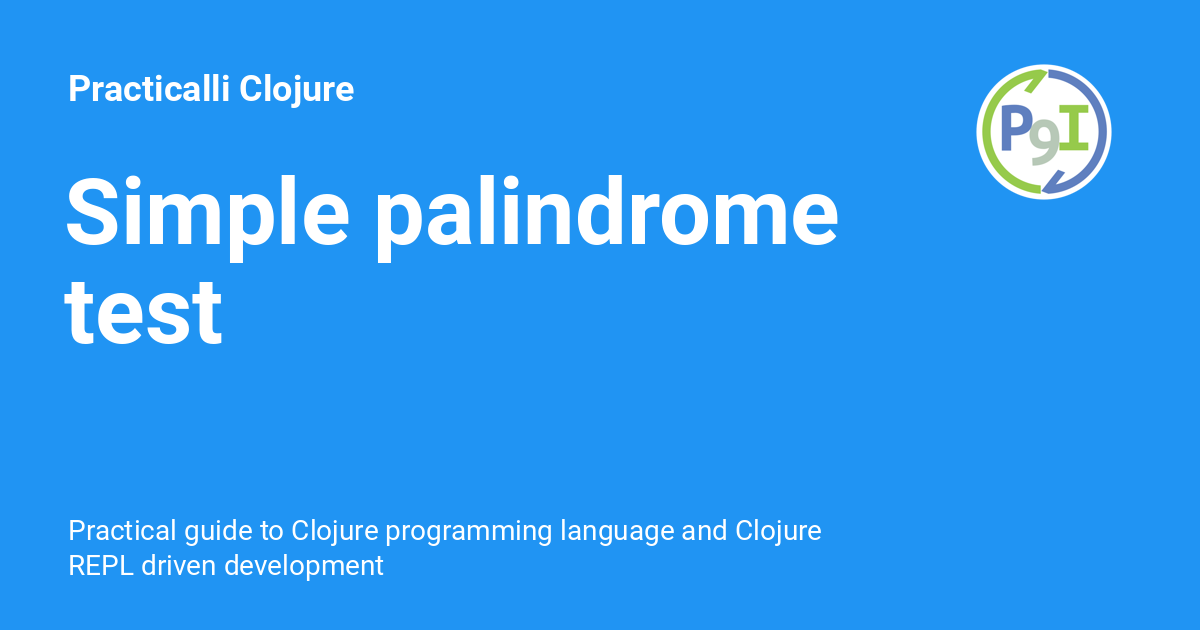 Practicalli Clojure
P9I
Simple palindrome
test
Practical guide to Clojure programming language and Clojure
REPL driven development